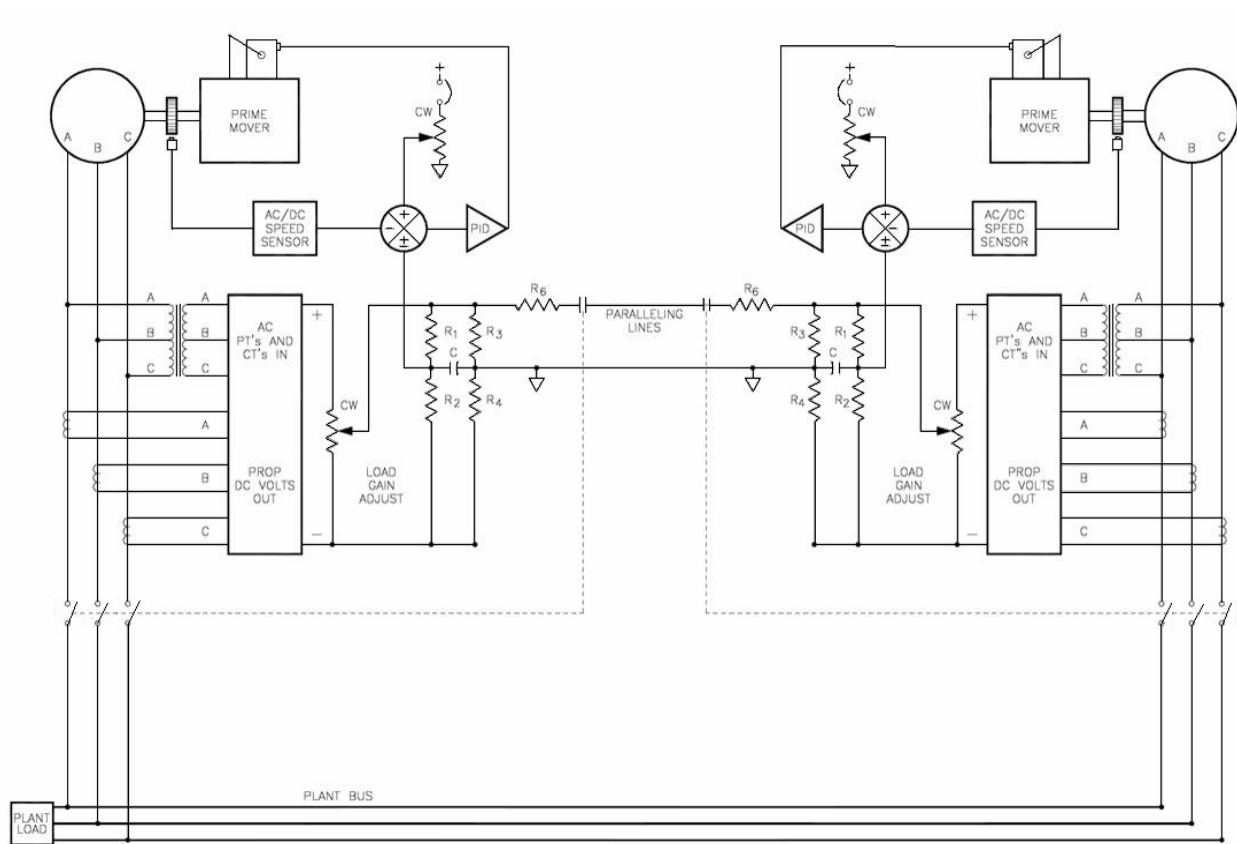 +
CW
PRIME
MOVER
A
B
C
AC/DC
SPEED
SENSOR
+
-
±
PID
+
CW
PRIME
MOVER
A
B
C
PID
+
-
±
AC/DC
SPEED
SENSOR
A
B
C
A
B
C
AC
PT's AND
CT's IN
A
B
C
PROP
DC VOLTS
OUT
+
−
CW
LOAD
GAIN
ADJUST
R1
R3
C
R2
R4
R6
PARALLELING
LINES
R6
R3
R1
C
R4
R2
CW
LOAD
GAIN
ADJUST
+
−
AC
PT's AND
CT"s IN
PROP
DC VOLTS
OUT
A
B
C
A
B
C
A
B
C
PLANT BUS
PLANT
LOAD